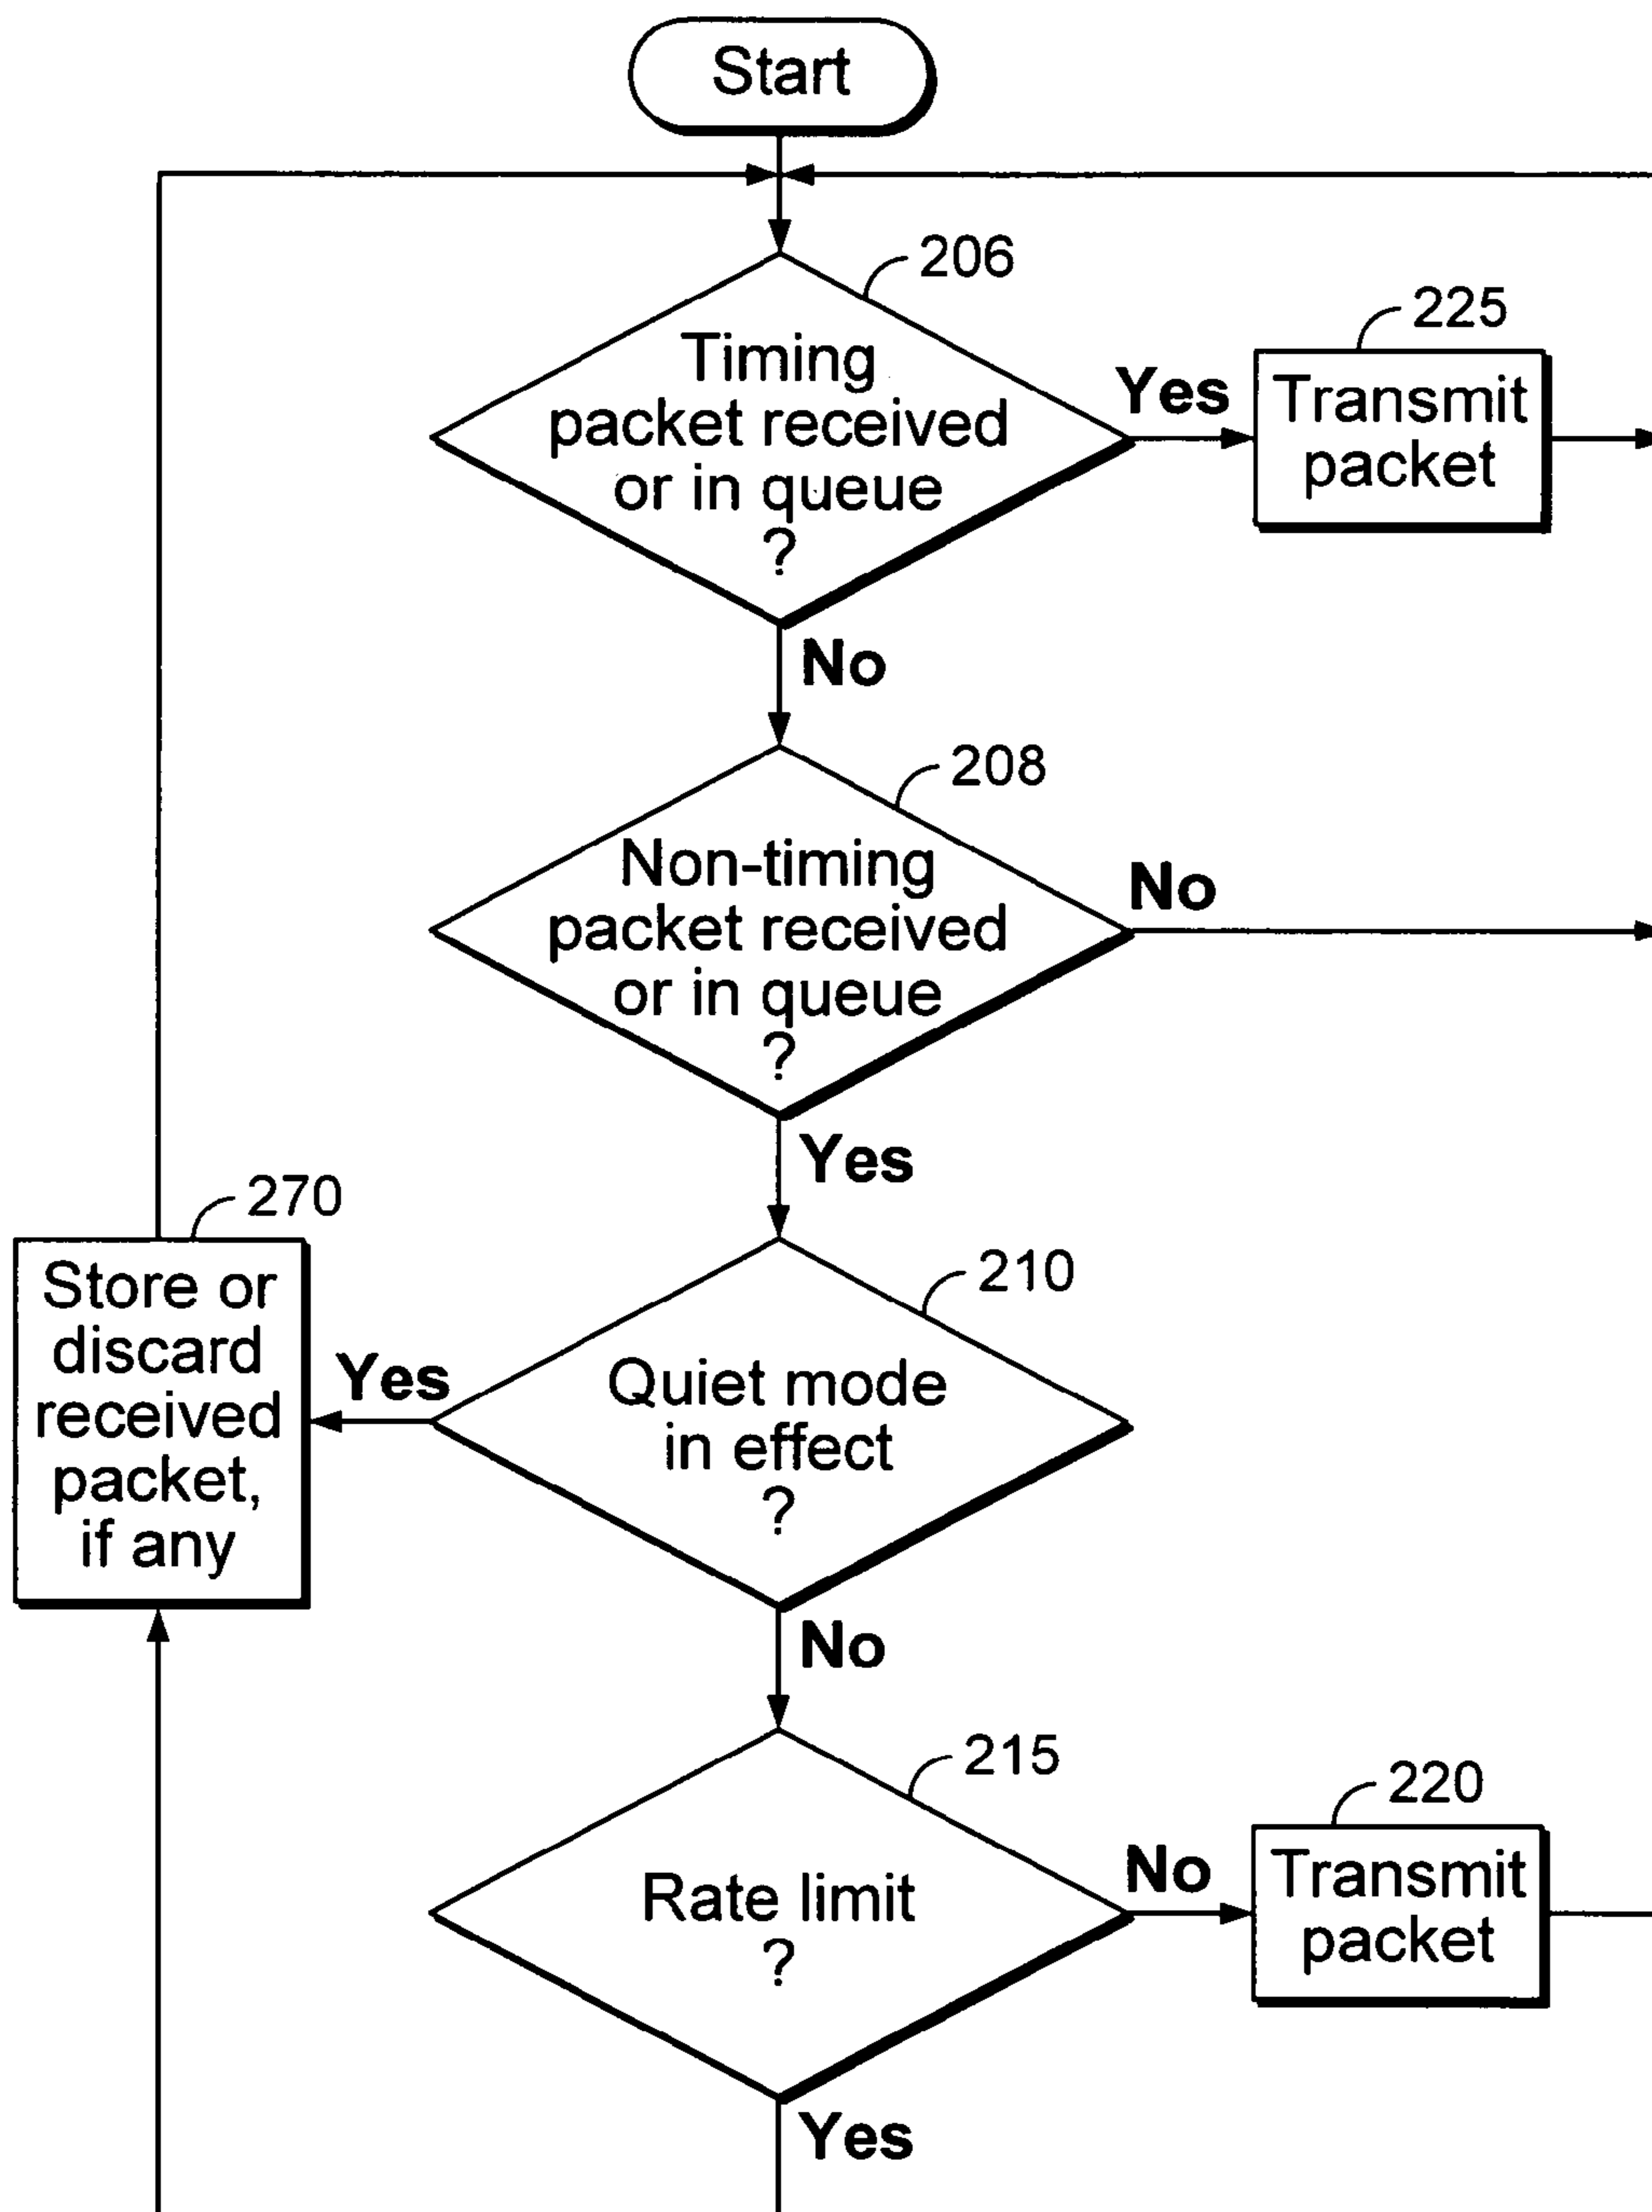 Start
206
Timing
packet received
or in queue
?
Yes
225
Transmit
packet
No
208
Non-timing
packet received
or in queue
?
No
Yes
270
Store or
discard
received
packet,
if any
Yes
210
Quiet mode
in effect
?
No
215
Rate limit
?
No
220
Transmit
packet
Yes